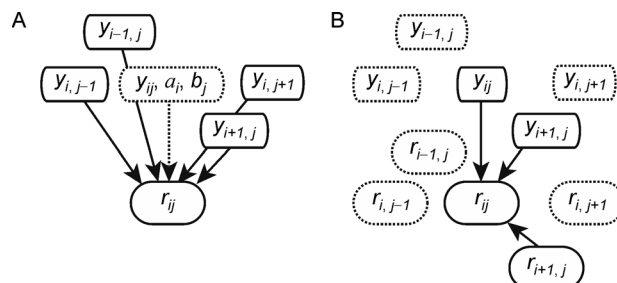 A
y_{i−1, j}
y_{i, j−1}
y_{ij}, a_i, b_j
y_{i, j+1}
y_{i+1, j}
r_{ij}
B
y_{i−1, j}
y_{i, j−1}
y_{ij}
y_{i, j+1}
y_{i+1, j}
r_{i−1, j}
r_{i, j−1}
r_{ij}
r_{i, j+1}
r_{i+1, j}